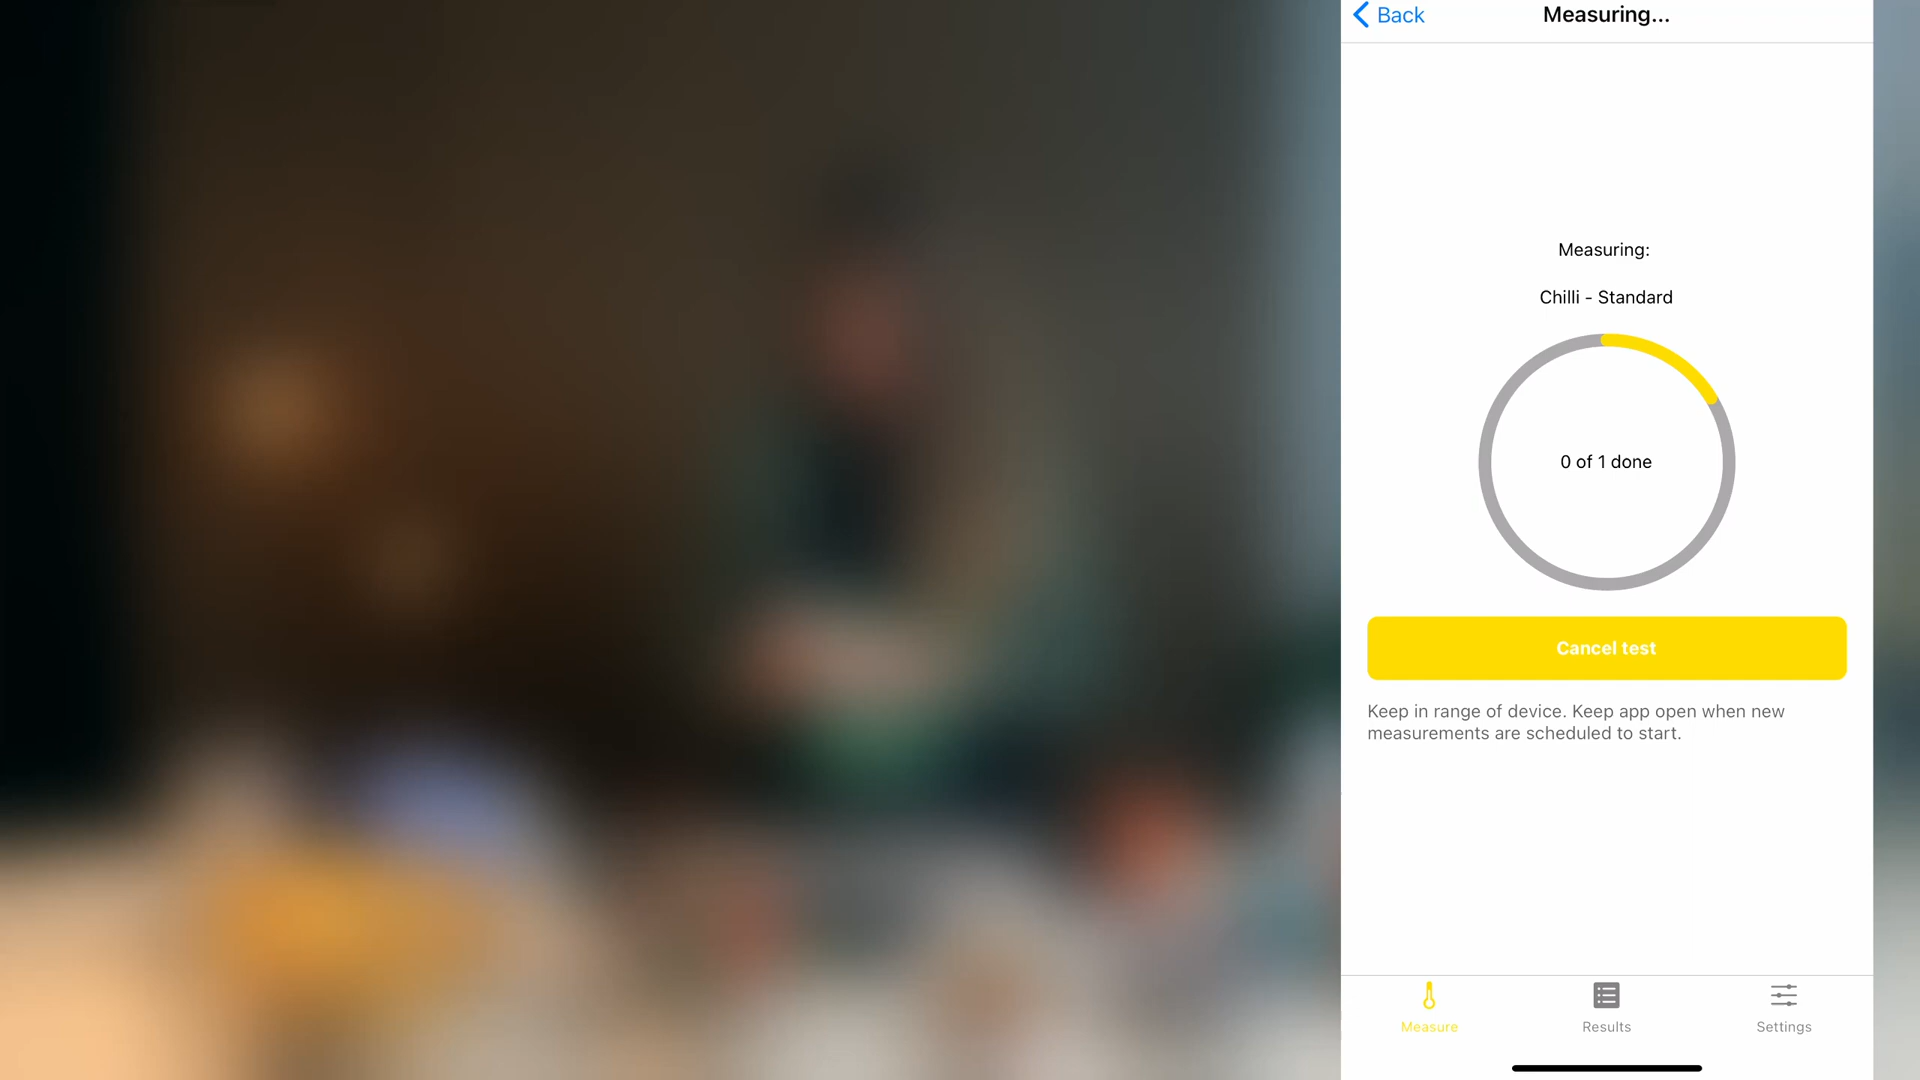 Back
Measuring...
Measuring:
Chilli - Standard
0 of 1 done
Cancel test
Keep in range of device. Keep app open when new
measurements are scheduled to start.
Measure
Results
Settings